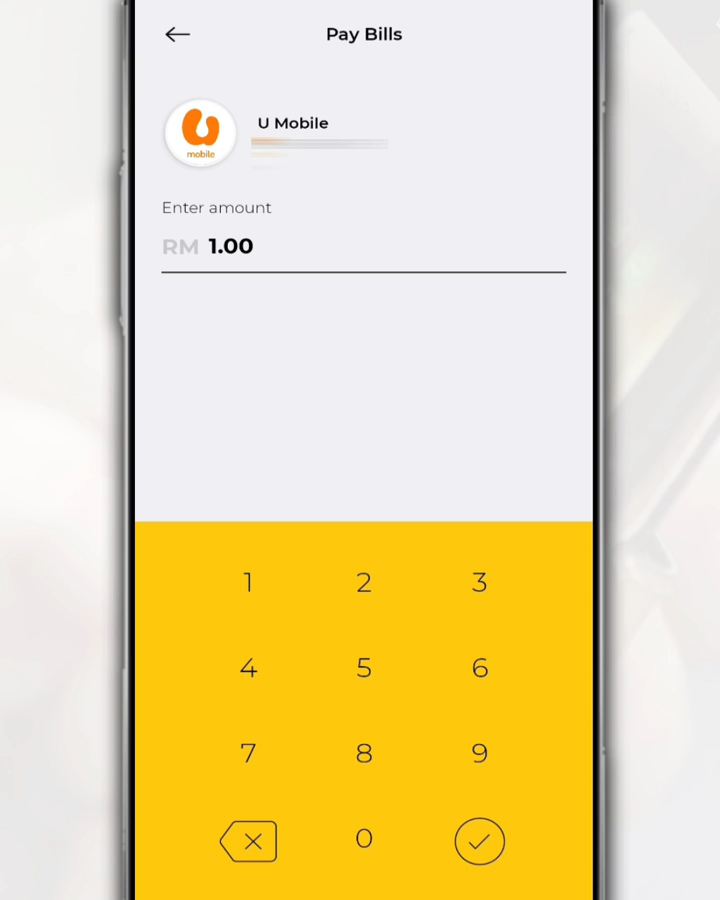 Pay Bills
U Mobile
mobile
Enter amount
RM 1.00
1 2 3
4 5 6
7 8 9
0